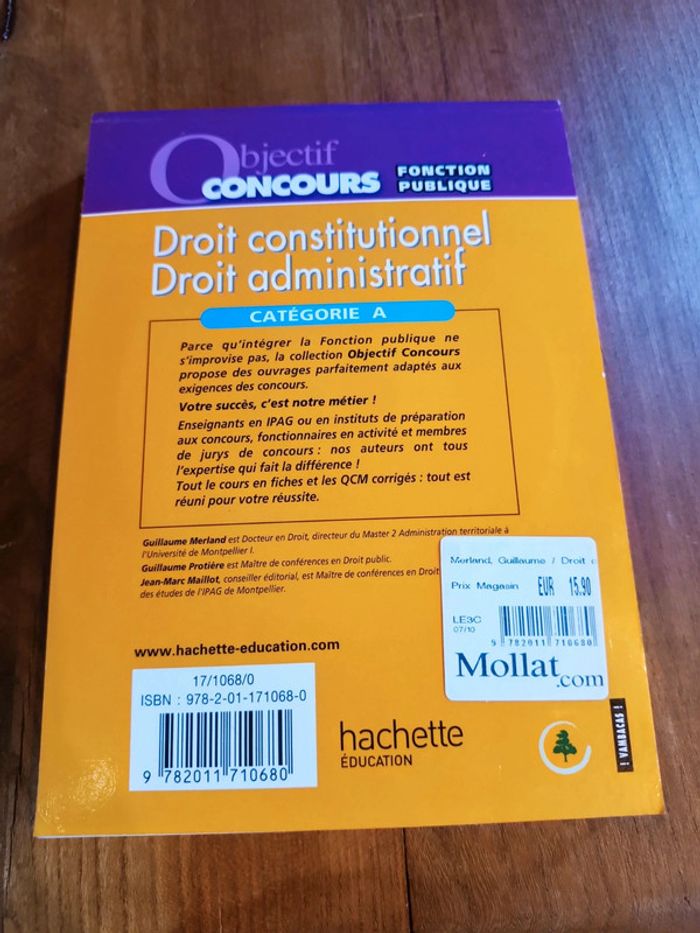 Objectif
CONCOURS
FONCTION
PUBLIQUE
Droit constitutionnel
Droit administratif
CATÉGORIE A
Parce qu'intégrer la Fonction publique ne
s'improvise pas, la collection Objectif Concours
propose des ouvrages parfaitement adaptés aux
exigences des concours.
Votre succès, c'est notre métier !
Enseignants en IPAG ou en instituts de préparation
aux concours, fonctionnaires en activité et membres
de jurys de concours : nos auteurs ont tous
l'expertise qui fait la différence !
Tout le cours en fiches et les QCM corrigés : tout est
réuni pour votre réussite.
Guillaume Merland est Docteur en Droit, directeur du Master 2 Administration territoriale à
l'Université de Montpellier I.
Guillaume Protière est Maître de conférences en Droit public.
Jean-Marc Maillot, conseiller éditorial, est Maître de conférences en Droit
des études de l'IPAG de Montpellier.
Merland, Guillaume / Droit c
Prix Magasin EUR 15.90
LE3C
07/10
9 782011 710680
Mollat.com
www.hachette-education.com
17/1068/0
ISBN : 978-2-01-171068-0
9 782011 710680
hachette
ÉDUCATION
! VAMBACAS !